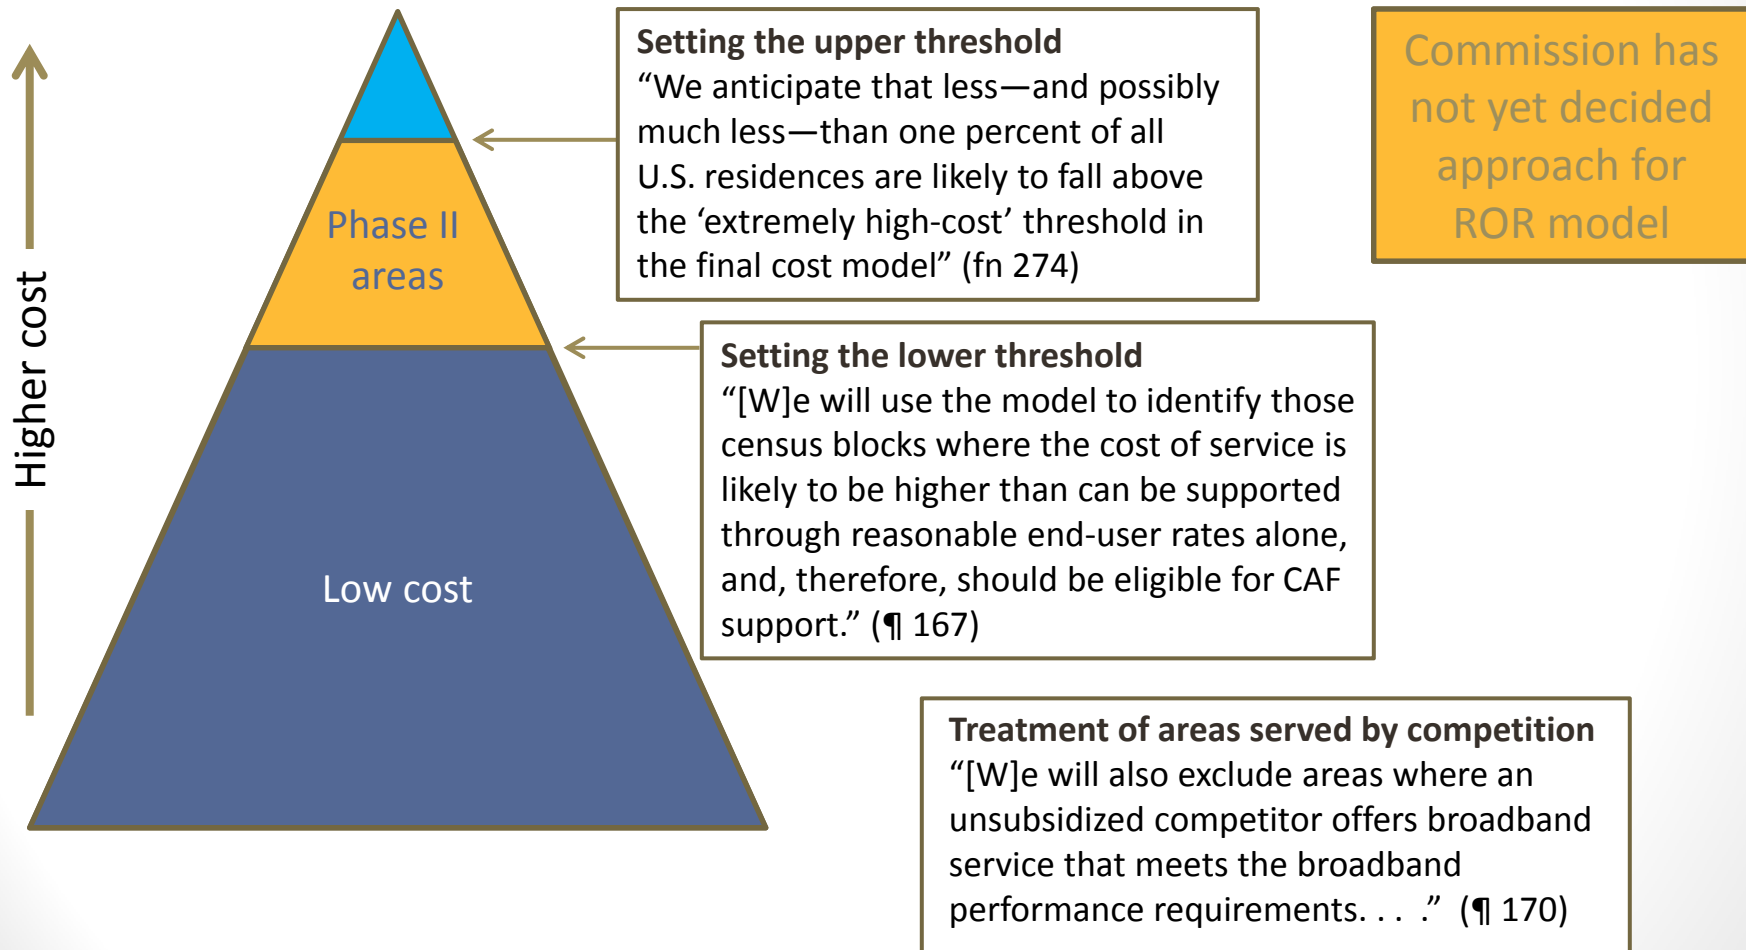 Higher cost
Phase II
areas
Low cost
Setting the upper threshold
“We anticipate that less—and possibly
much less—than one percent of all
U.S. residences are likely to fall above
the ‘extremely high-cost’ threshold in
the final cost model” (fn 274)
Commission has
not yet decided
approach for
ROR model
Setting the lower threshold
“[W]e will use the model to identify those
census blocks where the cost of service is
likely to be higher than can be supported
through reasonable end-user rates alone,
and, therefore, should be eligible for CAF
support.” (¶ 167)
Treatment of areas served by competition
“[W]e will also exclude areas where an
unsubsidized competitor offers broadband
service that meets the broadband
performance requirements. . . .” (¶ 170)